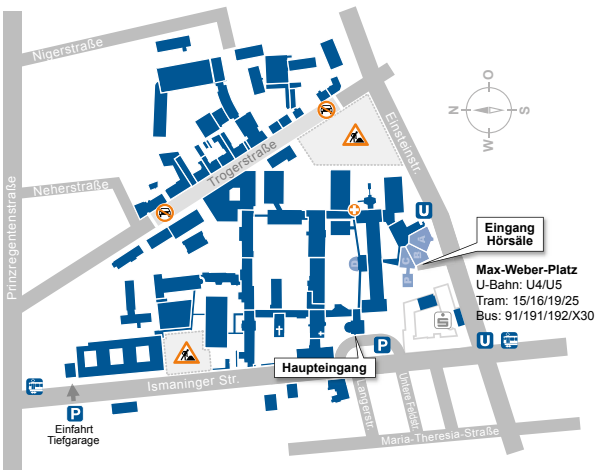 Nigerstraße
Prinzregentenstraße
Neherstraße
Trogerstraße
Einsteinstr.
O
N
S
W
U
Eingang
Hörsäle
A
B
C
D
P
Max-Weber-Platz
U-Bahn: U4/U5
Tram: 15/16/19/25
Bus: 91/191/192/X30
S
P
U
Haupteingang
Ismaninger Str.
Langerstr.
Untere Feldstr.
Maria-Theresia-Straße
P
Einfahrt
Tiefgarage